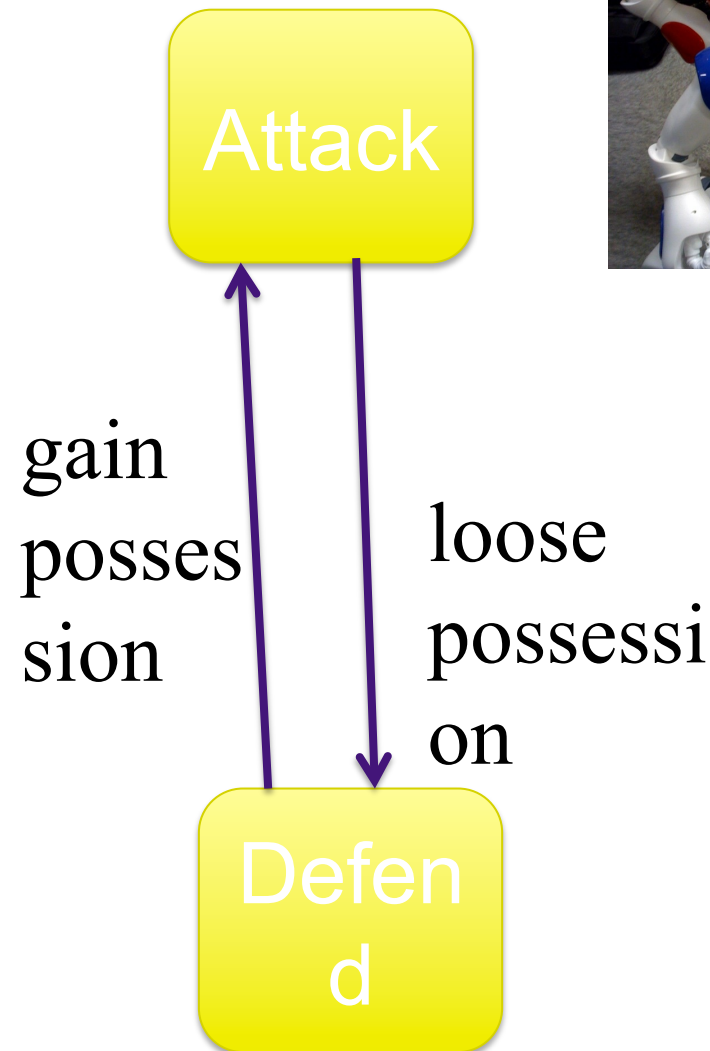 Attack
gain
posses
sion
loose
possessi
on
Defen
d